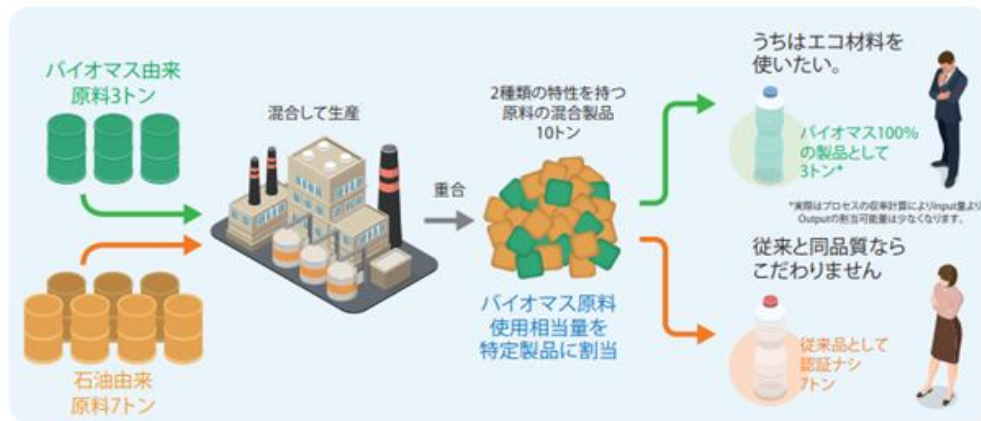 バイオマス由来
原料3トン
石油由来
原料7トン
混合して生産
重合
2種類の特性を持つ
原料の混合製品
10トン
バイオマス原料
使用相当量を
特定製品に割当
うちはエコ材料を
使いたい。
バイオマス100%
の製品として
3トン*
*実際はプロセスの収率計算によりInput量より
Outputの割当可能量は少なくなります。
従来と同品質なら
こだわりません
従来品として
認証ナシ
7トン